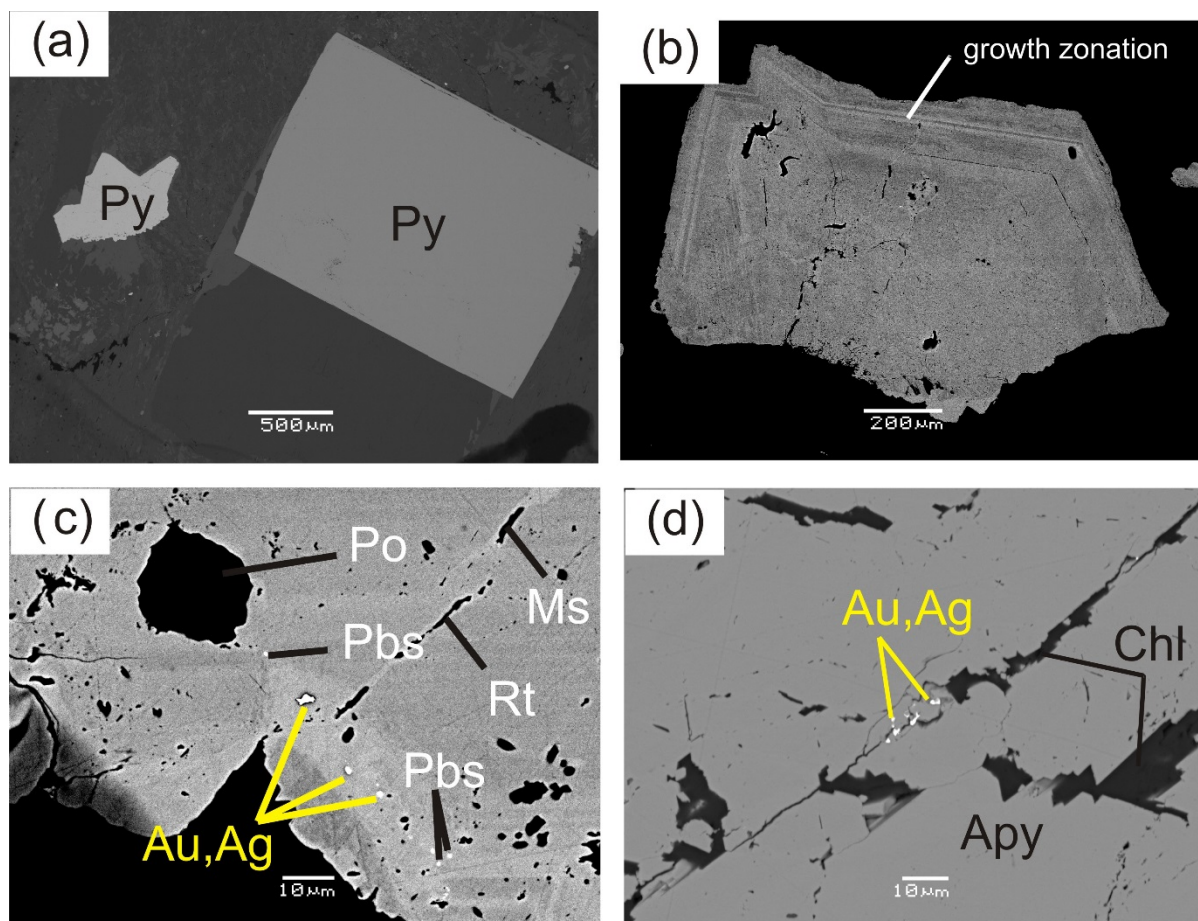 (a)
Py
Py
500µm
(b)
growth zonation
200µm
(c)
Po
Ms
Pbs
Rt
Pbs
Au,Ag
10µm
(d)
Au,Ag
Chl
Apy
10µm